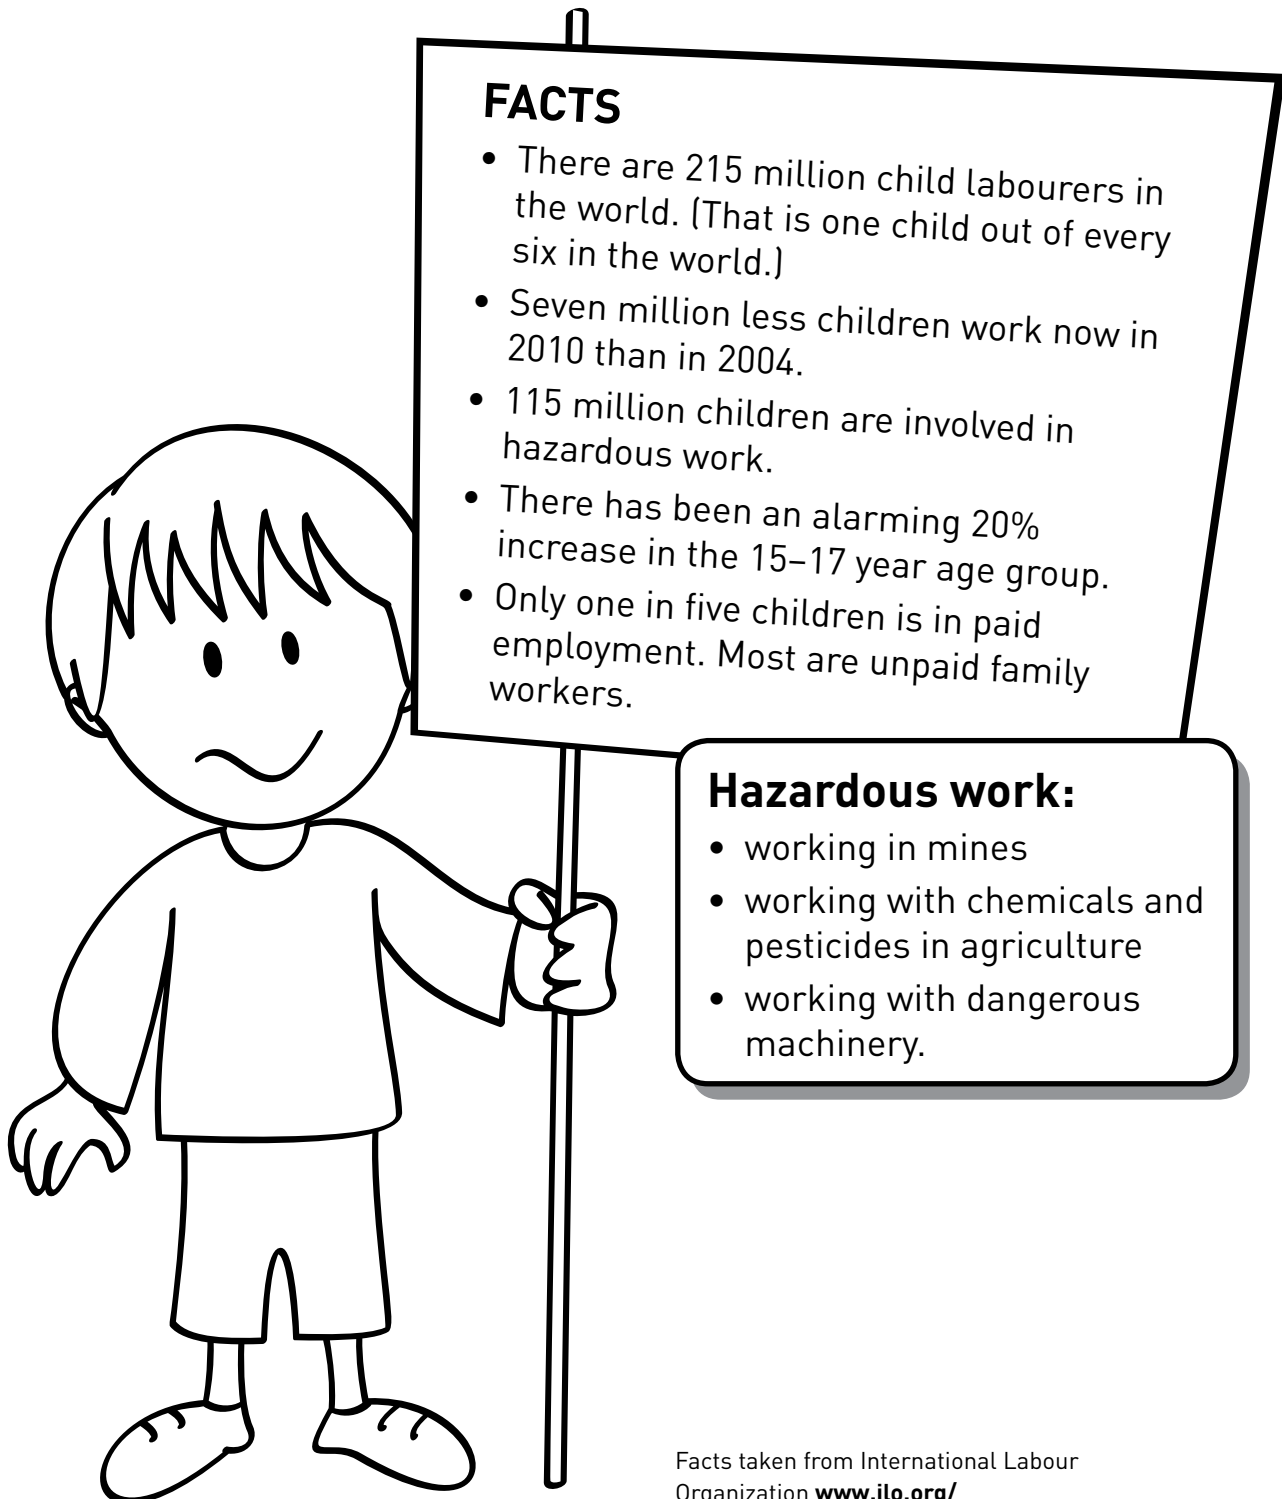 FACTS
• There are 215 million child labourers in
the world. (That is one child out of every
six in the world.)
• Seven million less children work now in
2010 than in 2004.
• 115 million children are involved in
hazardous work.
• There has been an alarming 20%
increase in the 15–17 year age group.
• Only one in five children is in paid
employment. Most are unpaid family
workers.
Hazardous work:
• working in mines
• working with chemicals and
pesticides in agriculture
• working with dangerous
machinery.
Facts taken from International Labour
Organization www.ilo.org/